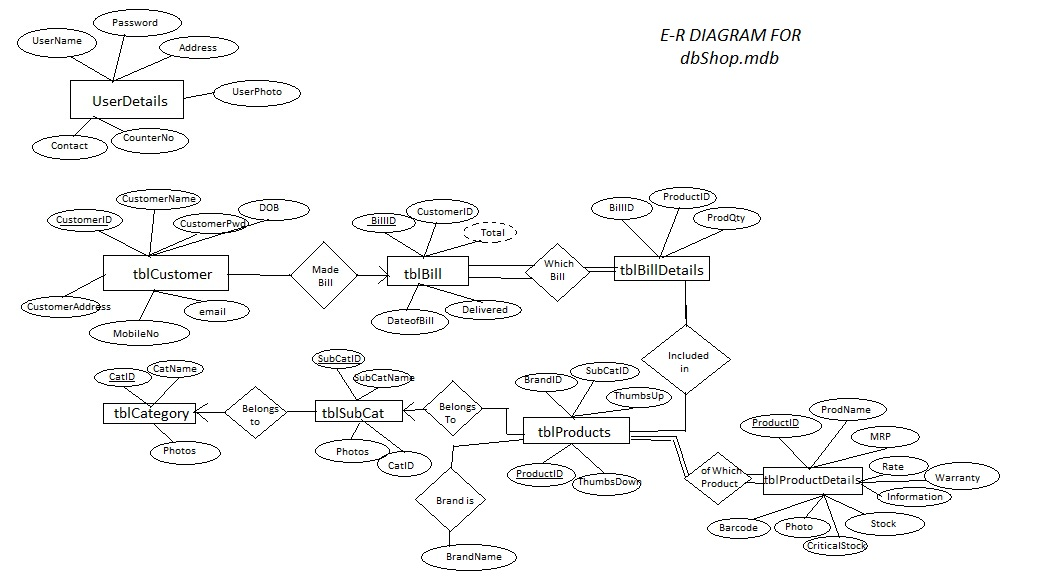 E-R DIAGRAM FOR
dbShop.mdb
Password
UserName
Address
UserDetails
UserPhoto
Contact
CounterNo
CustomerName
CustomerID
CustomerPwd
DOB
tblCustomer
CustomerAddress
email
MobileNo
Made
Bill
BillID
CustomerID
Total
tblBill
DateofBill
Delivered
Which
Bill
BillID
ProductID
ProdQty
tblBillDetails
Included
in
CatID
CatName
tblCategory
Photos
Belongs
to
SubCatID
SubCatName
tblSubCat
Photos
CatID
Belongs
To
BrandID
SubCatID
ThumbsUp
tblProducts
ProductID
ThumbsDown
Brand is
BrandName
of Which
Product
ProductID
ProdName
MRP
Rate
Warranty
tblProductDetails
Information
Barcode
Photo
Stock
CriticalStock